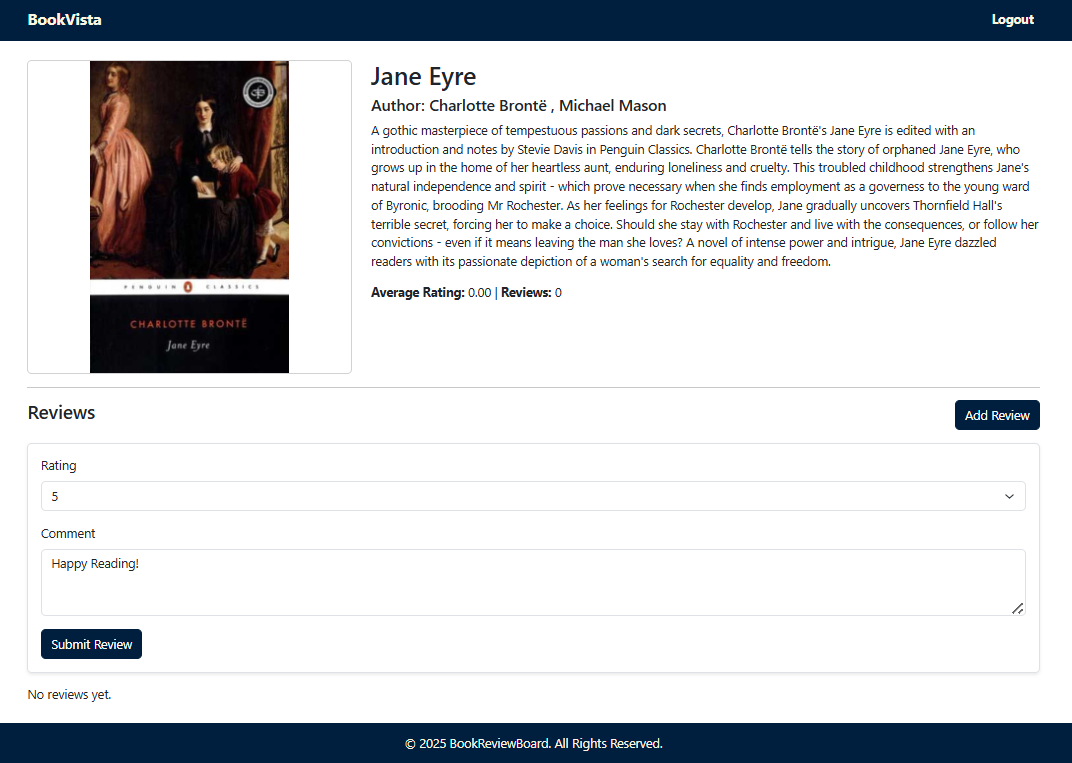 BookVista
Logout
Jane Eyre
Author: Charlotte Brontë , Michael Mason
A gothic masterpiece of tempestuous passions and dark secrets, Charlotte Brontë's Jane Eyre is edited with an
introduction and notes by Stevie Davis in Penguin Classics. Charlotte Brontë tells the story of orphaned Jane Eyre, who
grows up in the home of her heartless aunt, enduring loneliness and cruelty. This troubled childhood strengthens Jane's
natural independence and spirit - which prove necessary when she finds employment as a governess to the young ward
of Byronic, brooding Mr Rochester. As her feelings for Rochester develop, Jane gradually uncovers Thornfield Hall's
terrible secret, forcing her to make a choice. Should she stay with Rochester and live with the consequences, or follow her
convictions - even if it means leaving the man she loves? A novel of intense power and intrigue, Jane Eyre dazzled
readers with its passionate depiction of a woman's search for equality and freedom.
Average Rating: 0.00 | Reviews: 0
PENGUIN CLASSICS
CHARLOTTE BRONTË
Jane Eyre
Reviews
Add Review
Rating
5
Comment
Happy Reading!
Submit Review
No reviews yet.
© 2025 BookReviewBoard. All Rights Reserved.